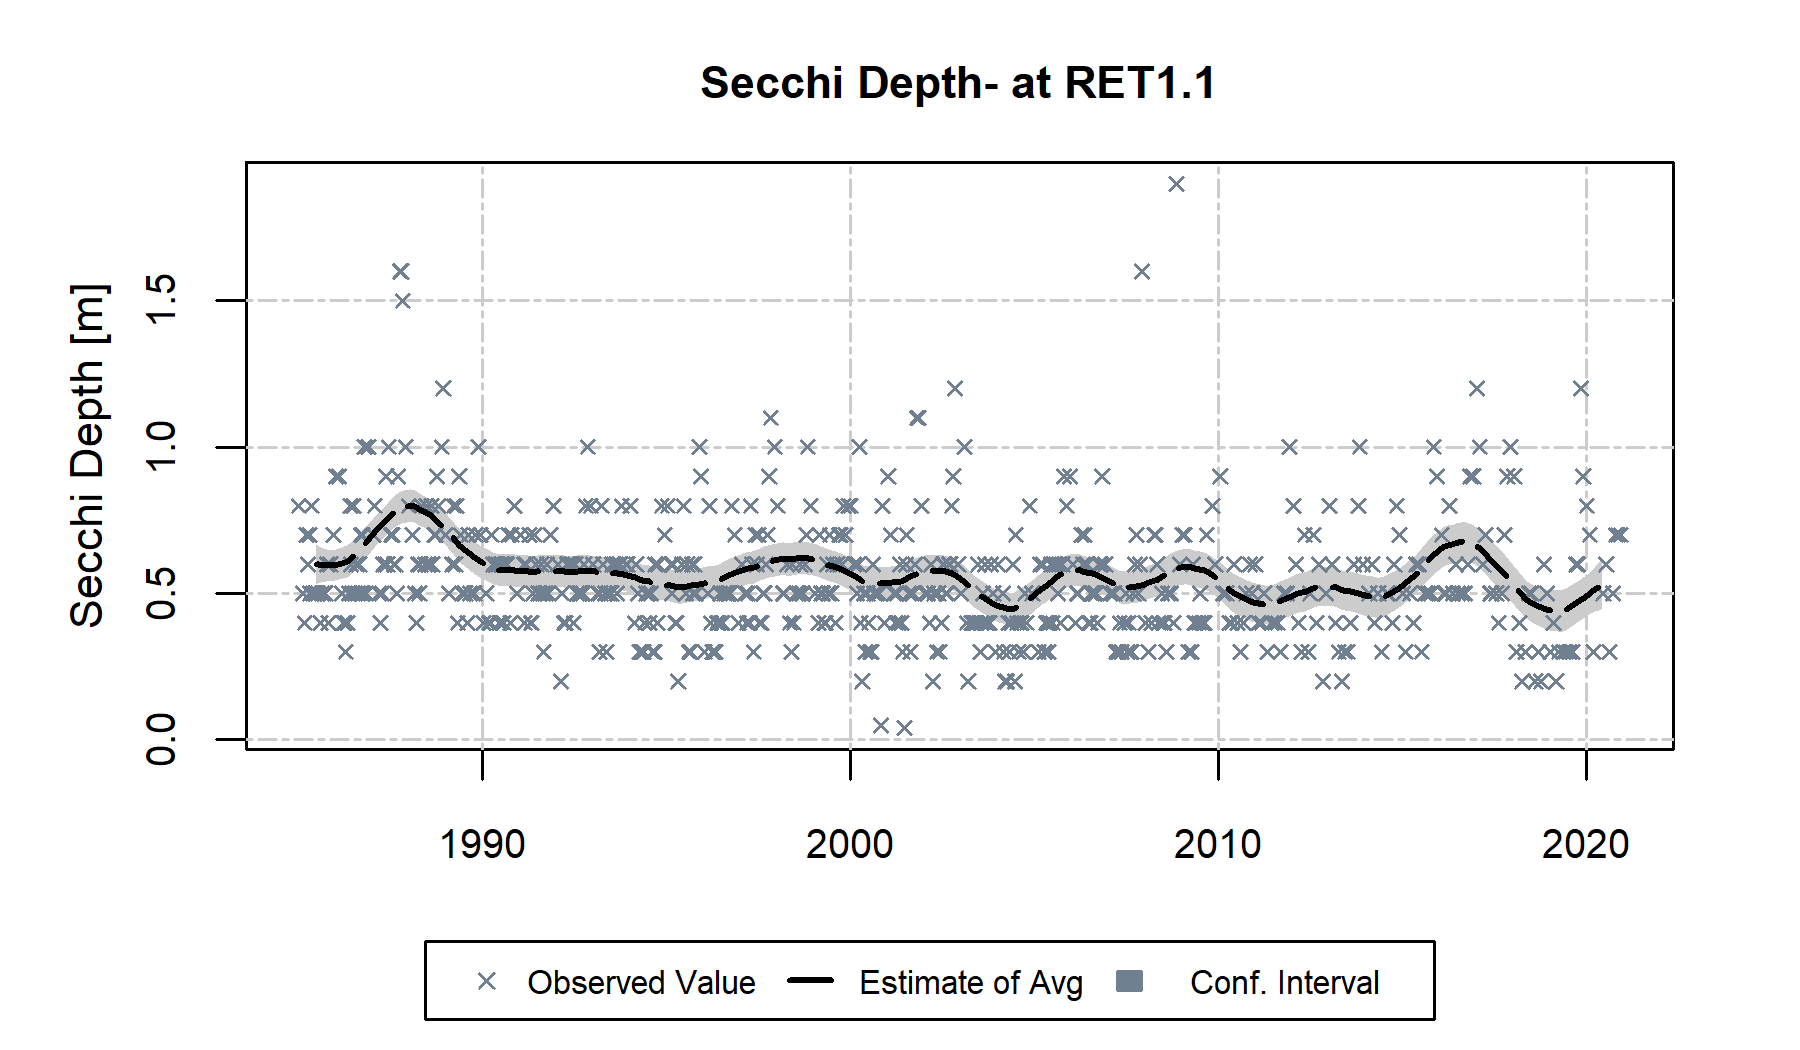 Secchi Depth- at RET1.1
Secchi Depth [m]
1.5
1.0
0.5
0.0
1990 2000 2010 2020
Observed Value Estimate of Avg Conf. Interval